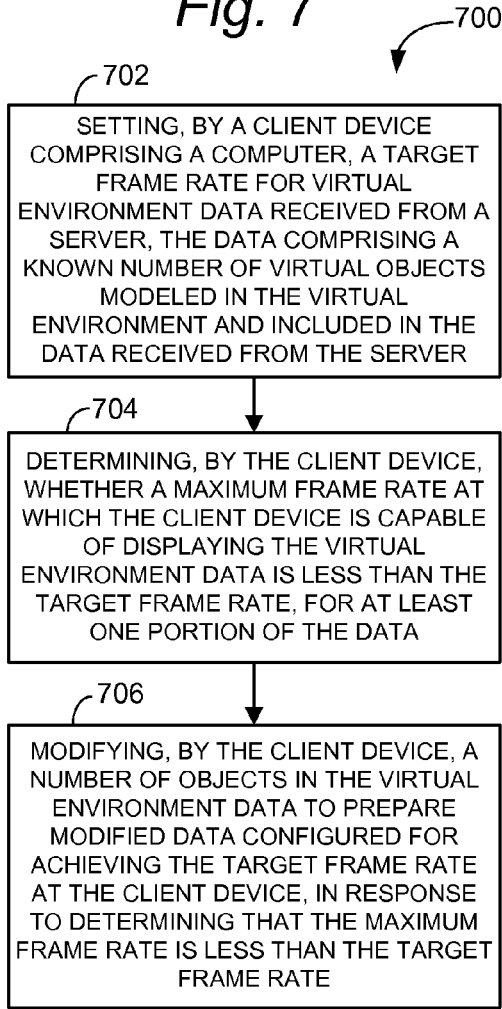 Fig. 7
700
702
SETTING, BY A CLIENT DEVICE
COMPRISING A COMPUTER, A TARGET
FRAME RATE FOR VIRTUAL
ENVIRONMENT DATA RECEIVED FROM A
SERVER, THE DATA COMPRISING A
KNOWN NUMBER OF VIRTUAL OBJECTS
MODELED IN THE VIRTUAL
ENVIRONMENT AND INCLUDED IN THE
DATA RECEIVED FROM THE SERVER
704
DETERMINING, BY THE CLIENT DEVICE,
WHETHER A MAXIMUM FRAME RATE AT
WHICH THE CLIENT DEVICE IS CAPABLE
OF DISPLAYING THE VIRTUAL
ENVIRONMENT DATA IS LESS THAN THE
TARGET FRAME RATE, FOR AT LEAST
ONE PORTION OF THE DATA
706
MODIFYING, BY THE CLIENT DEVICE, A
NUMBER OF OBJECTS IN THE VIRTUAL
ENVIRONMENT DATA TO PREPARE
MODIFIED DATA CONFIGURED FOR
ACHIEVING THE TARGET FRAME RATE
AT THE CLIENT DEVICE, IN RESPONSE
TO DETERMINING THAT THE MAXIMUM
FRAME RATE IS LESS THAN THE TARGET
FRAME RATE